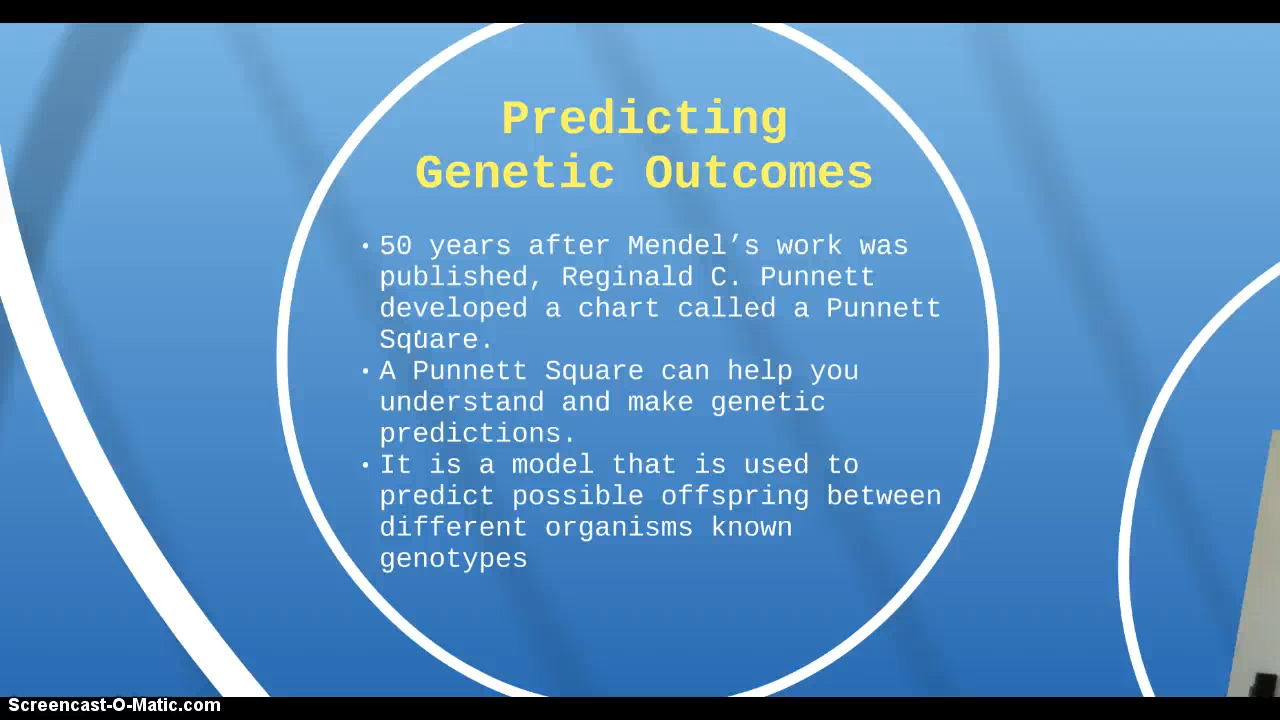 Predicting
Genetic Outcomes
• 50 years after Mendel’s work was
published, Reginald C. Punnett
developed a chart called a Punnett
Square.
• A Punnett Square can help you
understand and make genetic
predictions.
• It is a model that is used to
predict possible offspring between
different organisms known
genotypes
Screencast-O-Matic.com